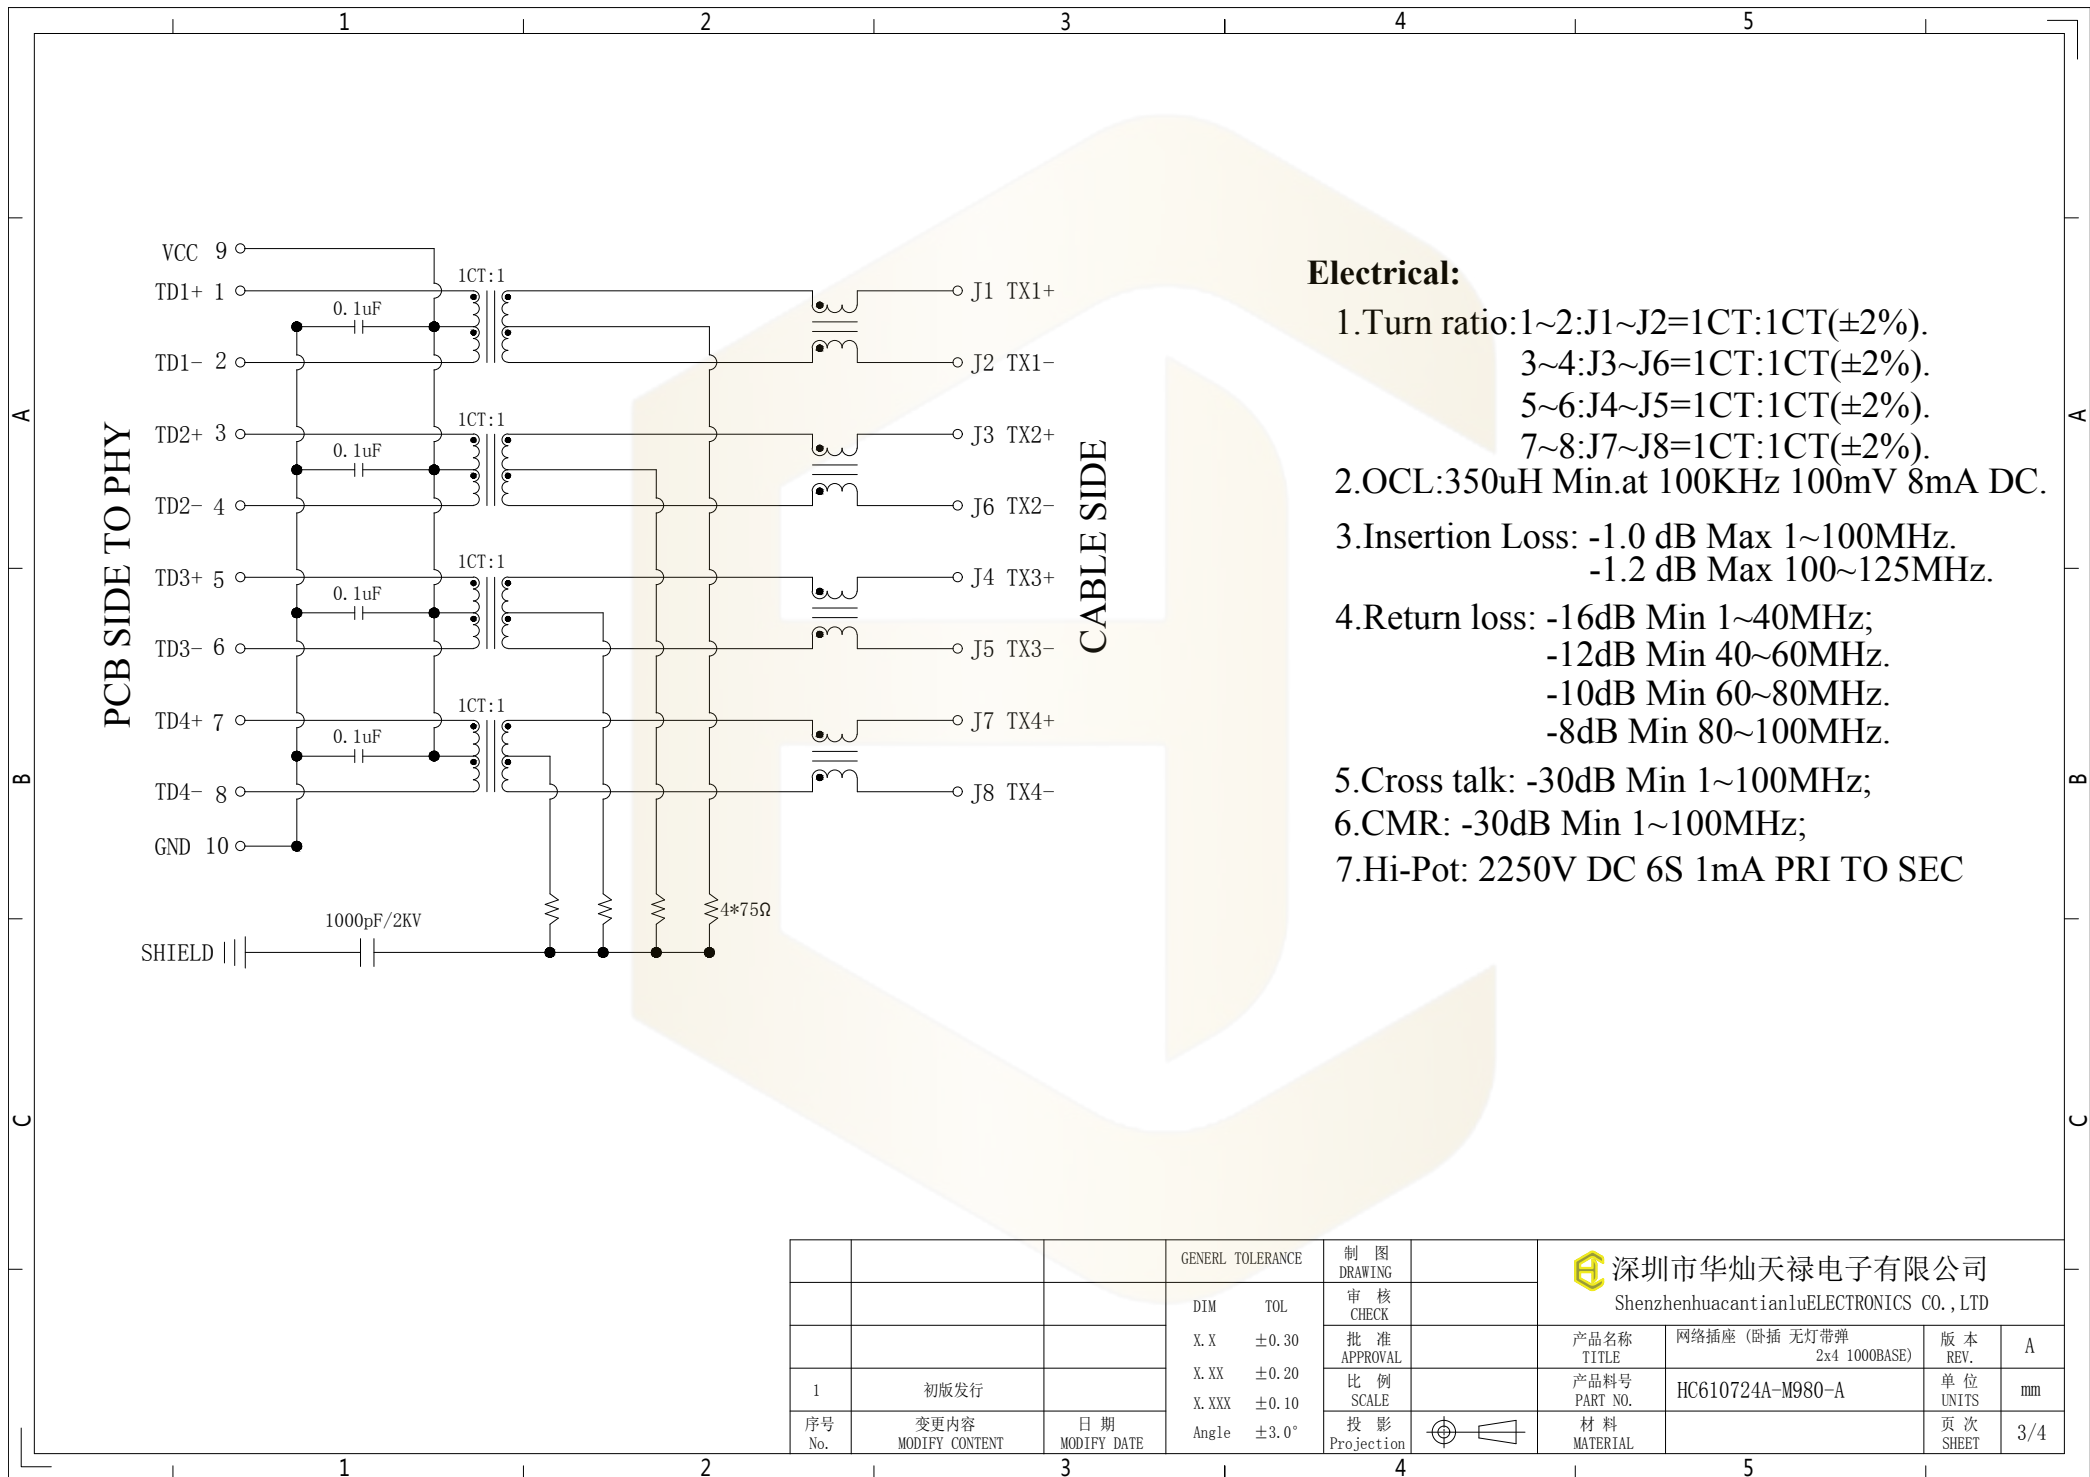 1 2 3 4 5
A
B
C
A
B
C
PCB SIDE TO PHY
VCC 9
TD1+ 1
0.1uF
TD1- 2
TD2+ 3
0.1uF
TD2- 4
TD3+ 5
0.1uF
TD3- 6
TD4+ 7
0.1uF
TD4- 8
GND 10
1CT:1
1CT:1
1CT:1
1CT:1
J1 TX1+
J2 TX1-
J3 TX2+
J6 TX2-
J4 TX3+
J5 TX3-
J7 TX4+
J8 TX4-
CABLE SIDE
4*75Ω
1000pF/2KV
SHIELD
Electrical:
1.Turn ratio:1~2:J1~J2=1CT:1CT(±2%).
3~4:J3~J6=1CT:1CT(±2%).
5~6:J4~J5=1CT:1CT(±2%).
7~8:J7~J8=1CT:1CT(±2%).
2.OCL:350uH Min.at 100KHz 100mV 8mA DC.
3.Insertion Loss: -1.0 dB Max 1~100MHz.
-1.2 dB Max 100~125MHz.
4.Return loss: -16dB Min 1~40MHz;
-12dB Min 40~60MHz.
-10dB Min 60~80MHz.
-8dB Min 80~100MHz.
5.Cross talk: -30dB Min 1~100MHz;
6.CMR: -30dB Min 1~100MHz;
7.Hi-Pot: 2250V DC 6S 1mA PRI TO SEC
1 初版发行
序号 变更内容 日 期
No. MODIFY CONTENT MODIFY DATE
GENERL TOLERANCE
DIM TOL
X.X ±0.30
X.XX ±0.20
X.XXX ±0.10
Angle ±3.0°
制 图
DRAWING
审 核
CHECK
批 准
APPROVAL
比 例
SCALE
投 影
Projection
深圳市华灿天禄电子有限公司
ShenzhenhuacantianluELECTRONICS CO.,LTD
产品名称
TITLE
网络插座 (卧插 无灯带弹
2x4 1000BASE)
版 本
REV.
A
产品料号
PART NO.
HC610724A-M980-A
单 位
UNITS
mm
材 料
MATERIAL
页 次
SHEET
3/4
1 2 3 4 5